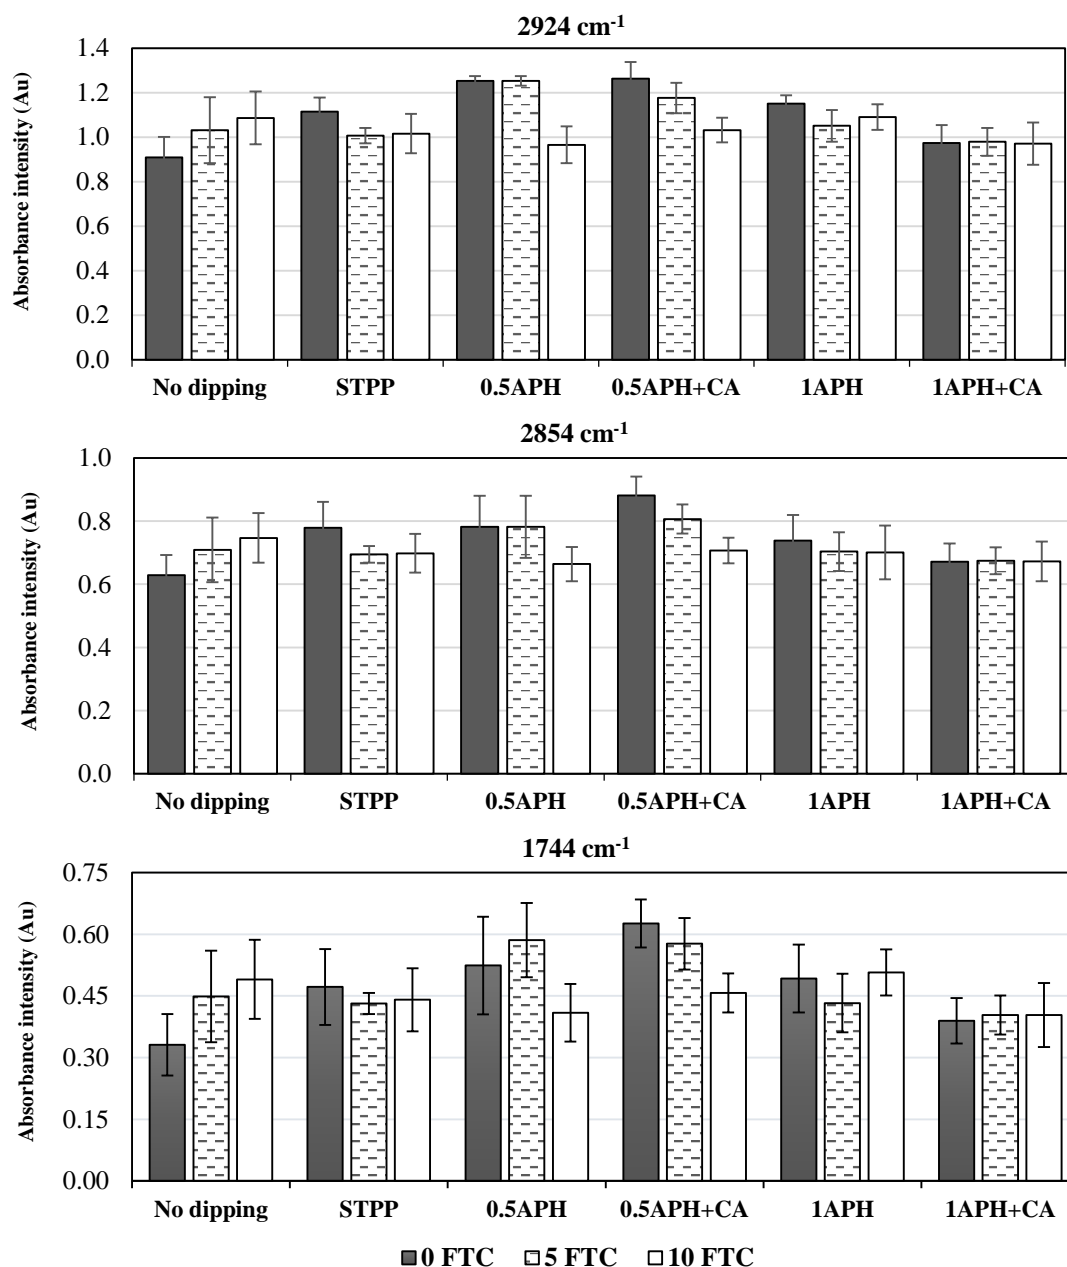 2924 cm⁻¹
Absorbance intensity (Au)
1.4
1.2
1.0
0.8
0.6
0.4
0.2
0.0
No dipping STPP 0.5APH 0.5APH+CA 1APH 1APH+CA
2854 cm⁻¹
Absorbance intensity (Au)
1.0
0.8
0.6
0.4
0.2
0.0
No dipping STPP 0.5APH 0.5APH+CA 1APH 1APH+CA
1744 cm⁻¹
Absorbance intensity (Au)
0.75
0.60
0.45
0.30
0.15
0.00
No dipping STPP 0.5APH 0.5APH+CA 1APH 1APH+CA
0 FTC 5 FTC 10 FTC